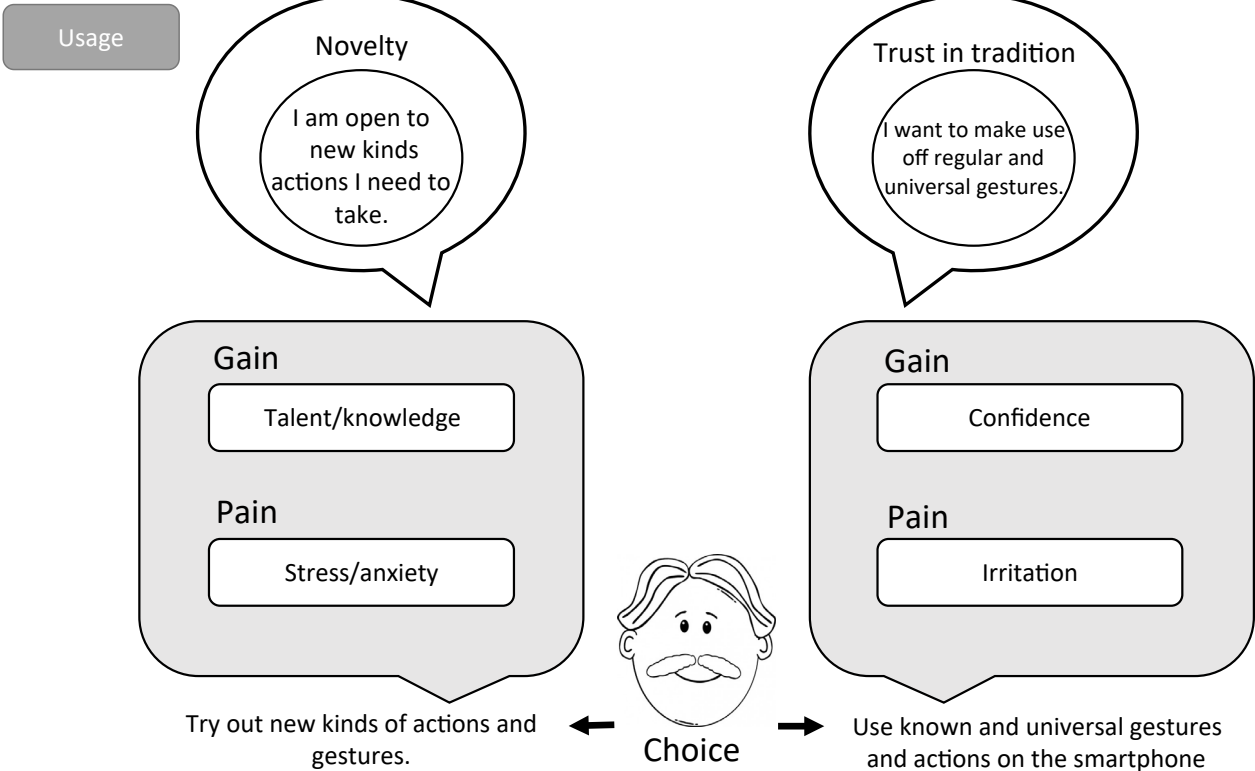 Usage
Novelty
I am open to
new kinds
actions I need to
take.
Trust in tradition
I want to make use
off regular and
universal gestures.
Gain
Talent/knowledge
Pain
Stress/anxiety
Gain
Confidence
Pain
Irritation
Try out new kinds of actions and
gestures.
Choice
Use known and universal gestures
and actions on the smartphone